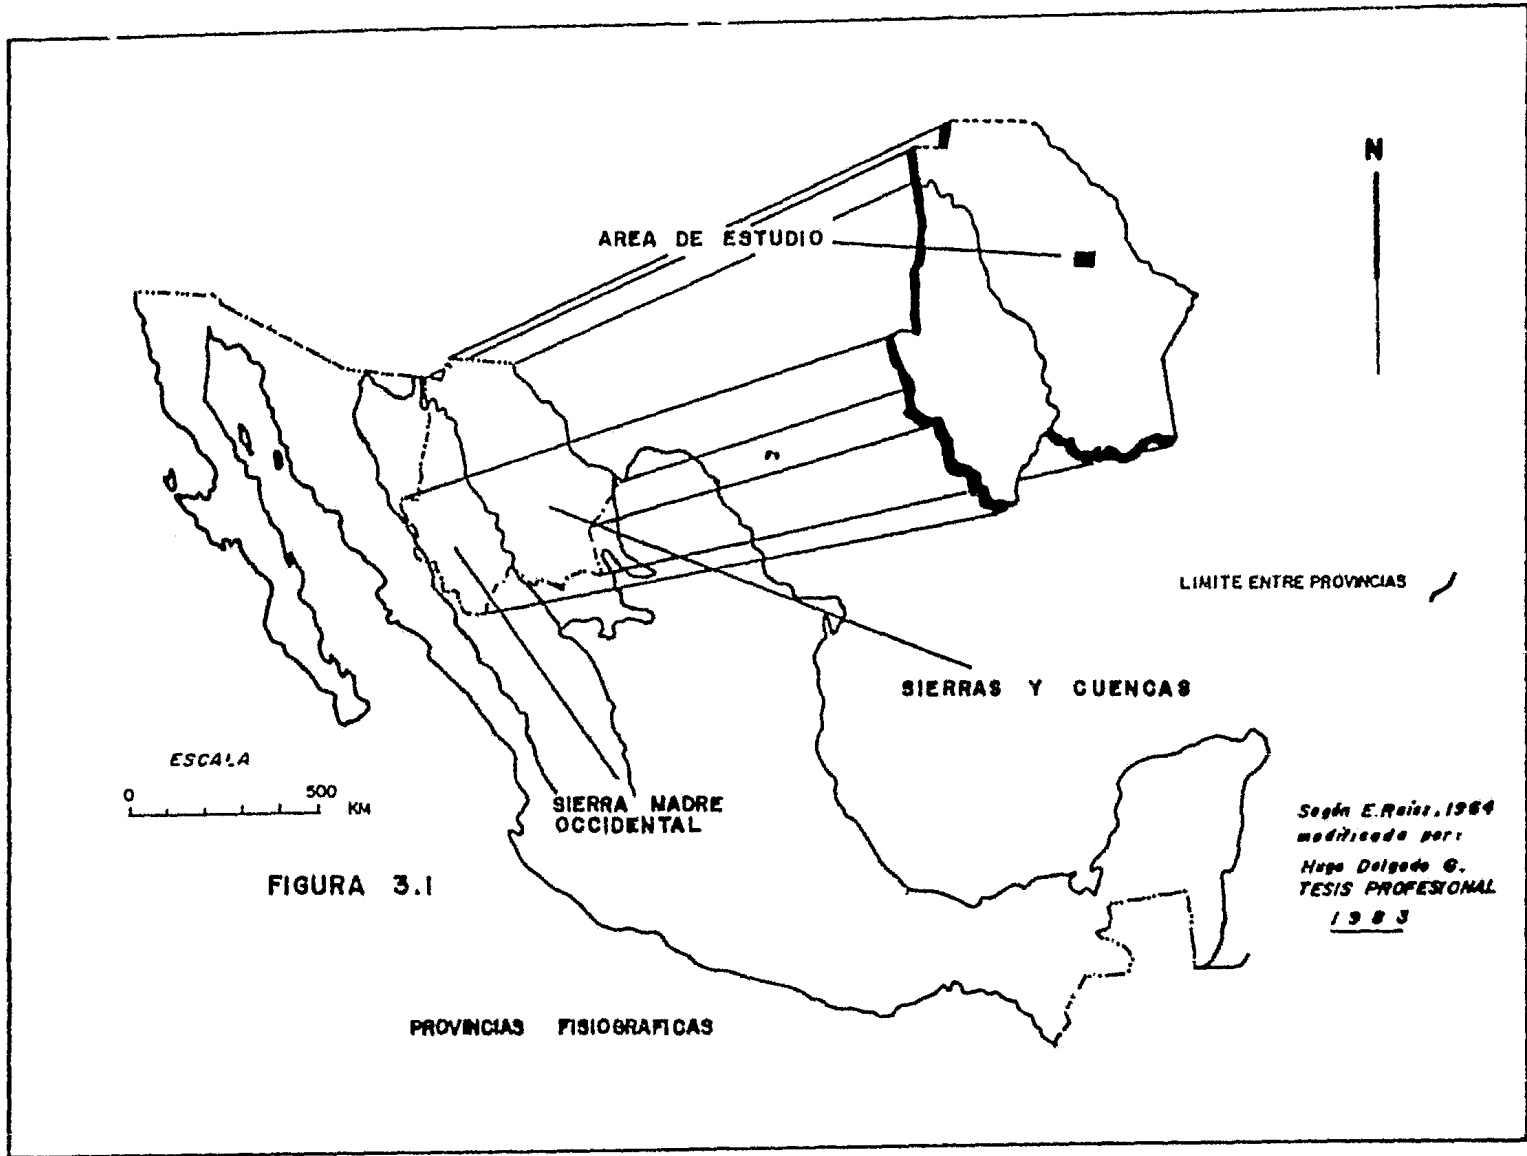 N
AREA DE ESTUDIO
LIMITE ENTRE PROVINCIAS
SIERRAS Y CUENCAS
ESCALA
0 500 KM
SIERRA MADRE
OCCIDENTAL
FIGURA 3.1
Según E. Raisz, 1964
modificada por:
Hugo Delgado G.
TESIS PROFESIONAL
1983
PROVINCIAS FISIOGRAFICAS